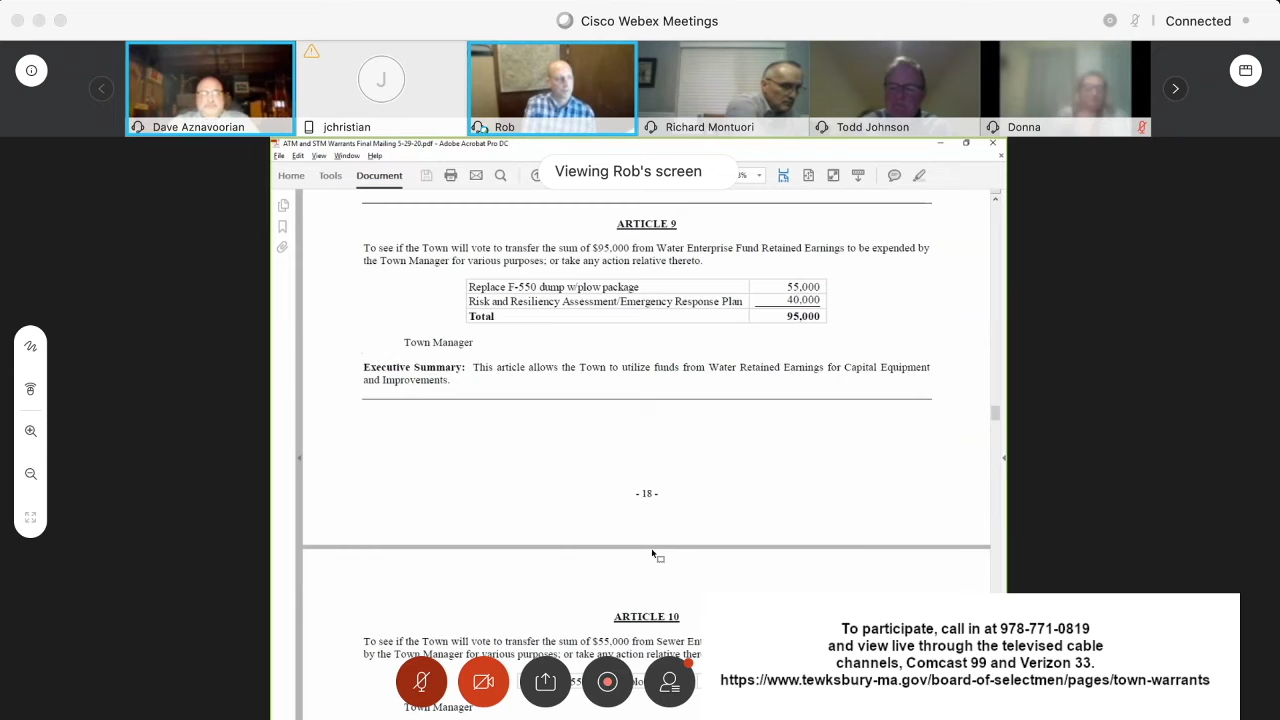 Cisco Webex Meetings
Connected
J
Dave Aznavoorian
jchristian
Rob
Richard Montuori
Todd Johnson
Donna
ATM and STM Warrants Final Mailing 5-29-20.pdf - Adobe Acrobat Pro DC
File Edit View Window Help
Viewing Rob's screen
Home Tools Document
ARTICLE 9
To see if the Town will vote to transfer the sum of $95,000 from Water Enterprise Fund Retained Earnings to be expended by
the Town Manager for various purposes; or take any action relative thereto.
Replace F-550 dump w/plow package 55,000
Risk and Resiliency Assessment/Emergency Response Plan 40,000
Total 95,000
Town Manager
Executive Summary: This article allows the Town to utilize funds from Water Retained Earnings for Capital Equipment
and Improvements.
- 18 -
ARTICLE 10
To see if the Town will vote to transfer the sum of $55,000 from Sewer
by the Town Manager for various purposes; or take any action relative
Town Manager
To participate, call in at 978-771-0819
and view live through the televised cable
channels, Comcast 99 and Verizon 33.
https://www.tewksbury-ma.gov/board-of-selectmen/pages/town-warrants